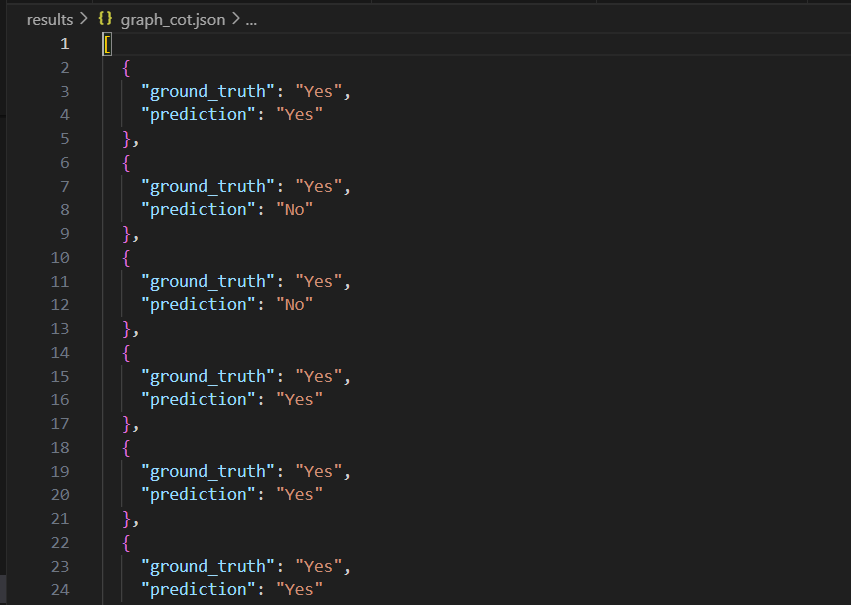 results > {} graph_cot.json > ...
1 [
2 {
3 "ground_truth": "Yes",
4 "prediction": "Yes"
5 },
6 {
7 "ground_truth": "Yes",
8 "prediction": "No"
9 },
10 {
11 "ground_truth": "Yes",
12 "prediction": "No"
13 },
14 {
15 "ground_truth": "Yes",
16 "prediction": "Yes"
17 },
18 {
19 "ground_truth": "Yes",
20 "prediction": "Yes"
21 },
22 {
23 "ground_truth": "Yes",
24 "prediction": "Yes"